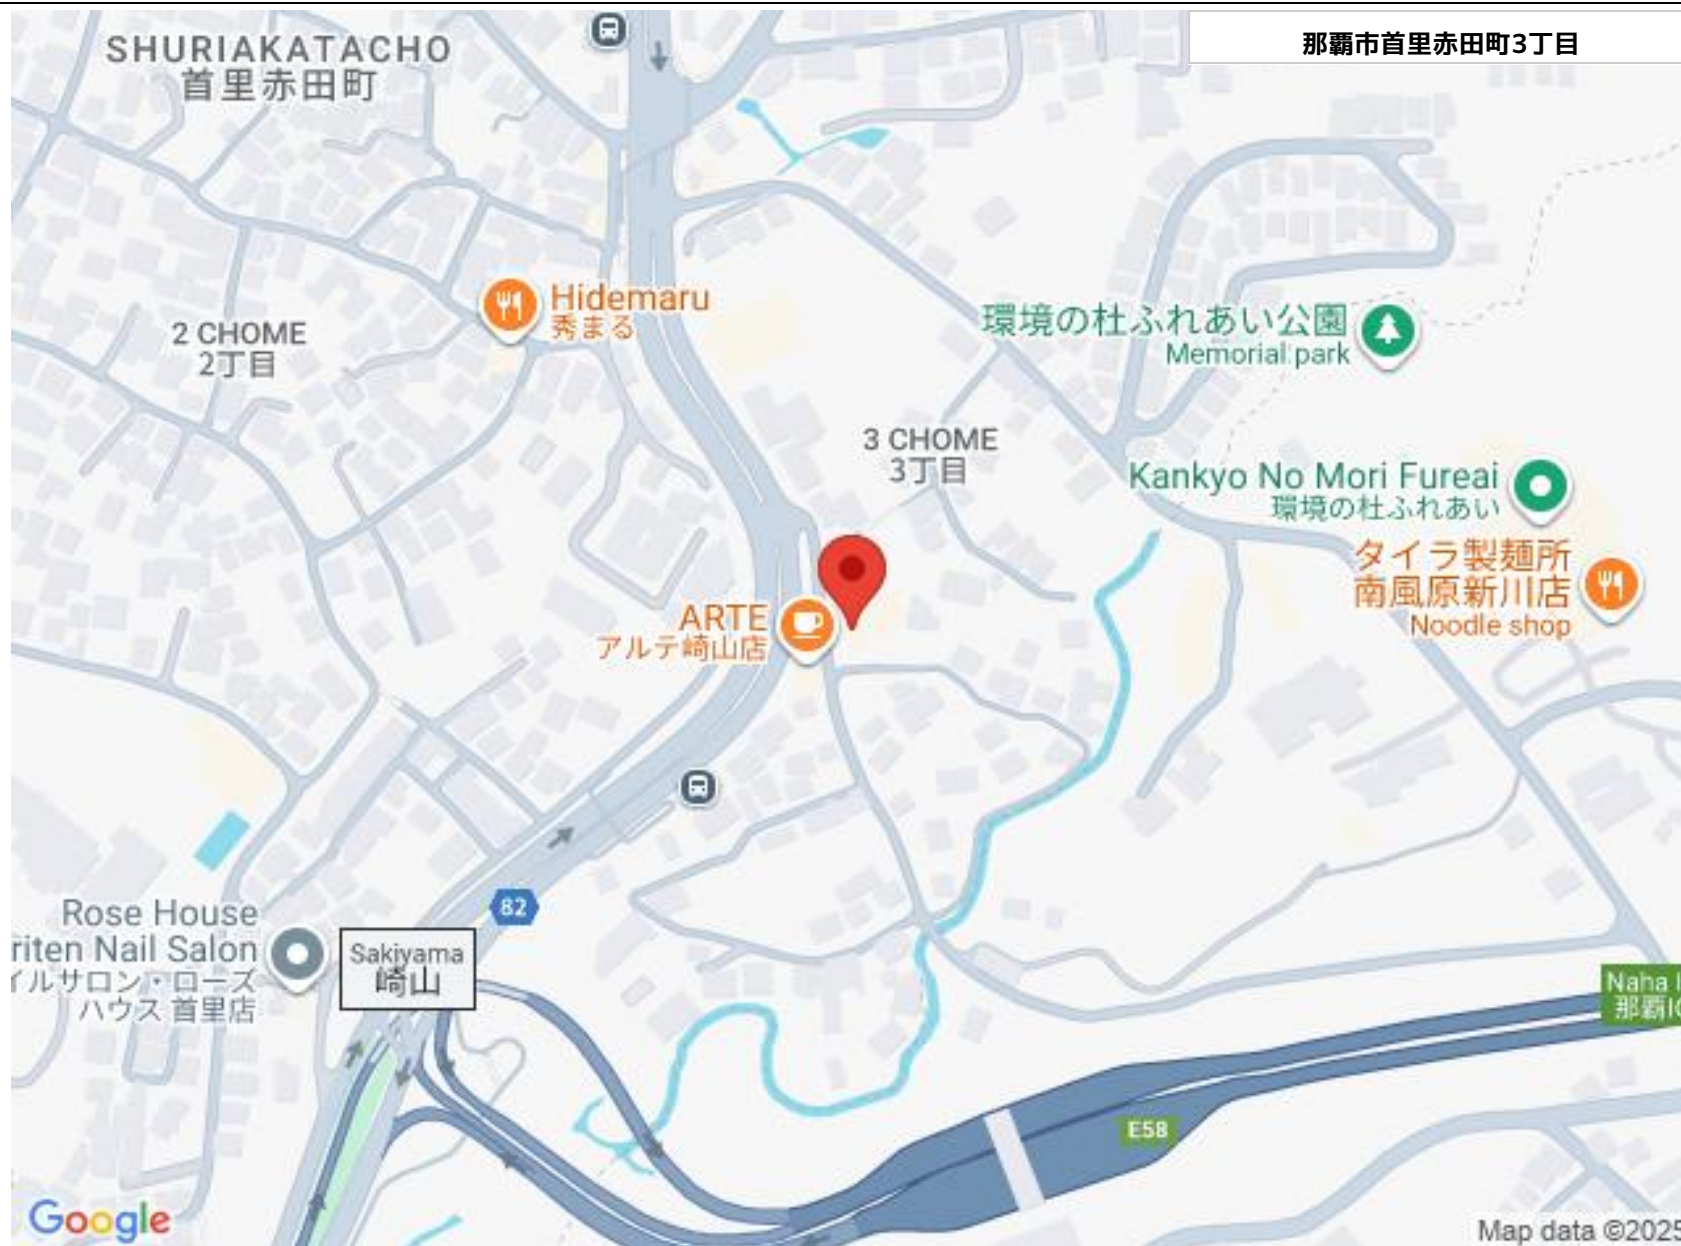 那覇市首里赤田町3丁目
SHURIAKATACHO
首里赤田町
Hidemaru
秀まる
2 CHOME
2丁目
環境の杜ふれあい公園
Memorial park
3 CHOME
3丁目
Kankyo No Mori Fureai
環境の杜ふれあい
タイラ製麺所
南風原新川店
Noodle shop
ARTE
アルテ崎山店
82
Rose House
riten Nail Salon
イルサロン・ローズ
ハウス 首里店
Sakiyama
崎山
Naha I
那覇IC
E58
Google
Map data ©2025